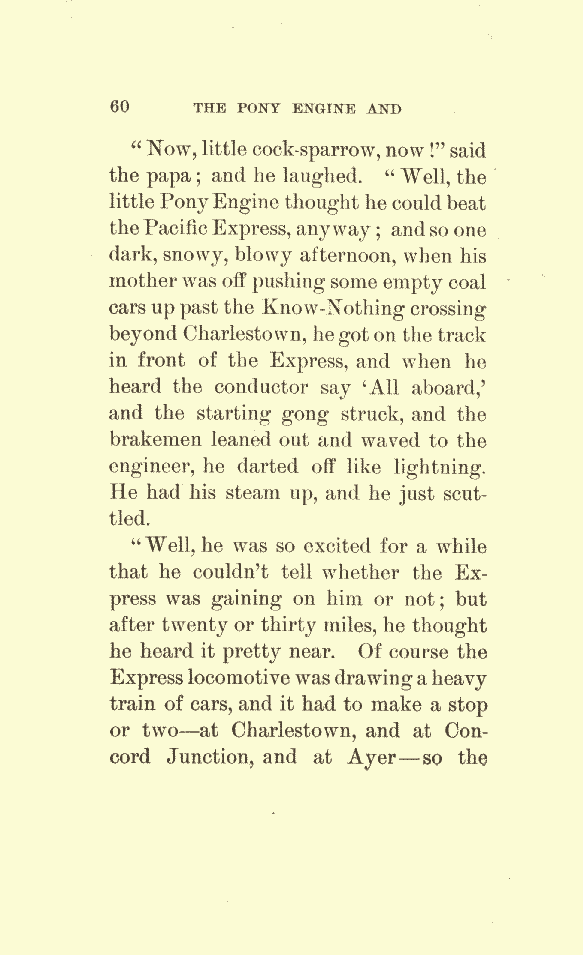 60 THE PONY ENGINE AND
“Now, little cock-sparrow, now!” said
the papa; and he laughed. “Well, the
little Pony Engine thought he could beat
the Pacific Express, anyway; and so one
dark, snowy, blowy afternoon, when his
mother was off pushing some empty coal
cars up past the Know-Nothing crossing
beyond Charlestown, he got on the track
in front of the Express, and when he
heard the conductor say ‘All aboard,’
and the starting gong struck, and the
brakemen leaned out and waved to the
engineer, he darted off like lightning.
He had his steam up, and he just scut-
tled.
“Well, he was so excited for a while
that he couldn’t tell whether the Ex-
press was gaining on him or not; but
after twenty or thirty miles, he thought
he heard it pretty near. Of course the
Express locomotive was drawing a heavy
train of cars, and it had to make a stop
or two—at Charlestown, and at Con-
cord Junction, and at Ayer—so the